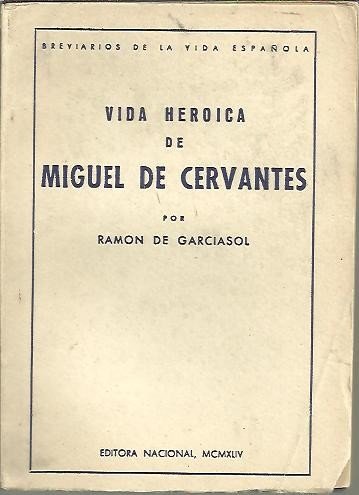 BREVIARIOS DE LA VIDA ESPAÑOLA
VIDA HEROICA
DE
MIGUEL DE CERVANTES
POR
RAMON DE GARCIASOL
EDITORA NACIONAL, MCMXLIV